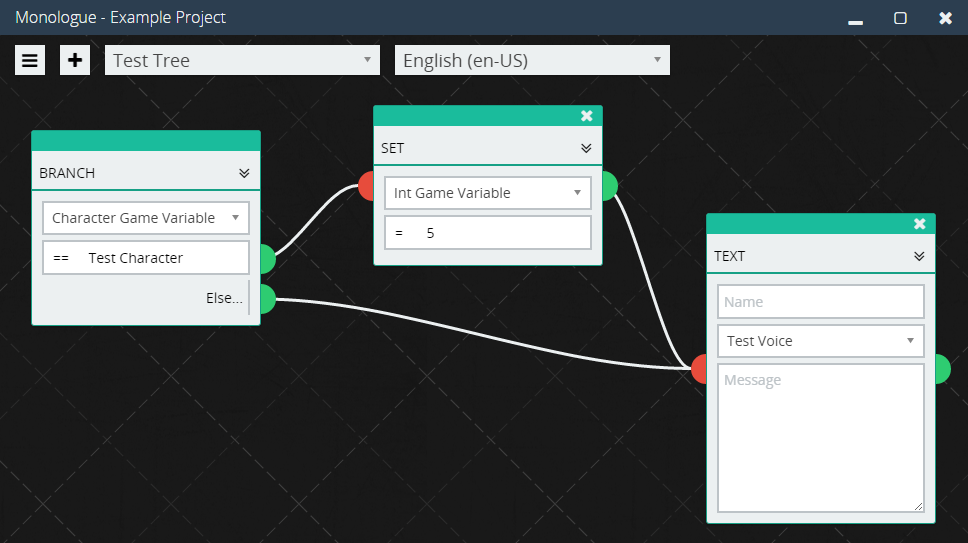 Monologue - Example Project
Test Tree
English (en-US)
BRANCH
Character Game Variable
== Test Character
Else...
SET
Int Game Variable
= 5
TEXT
Name
Test Voice
Message